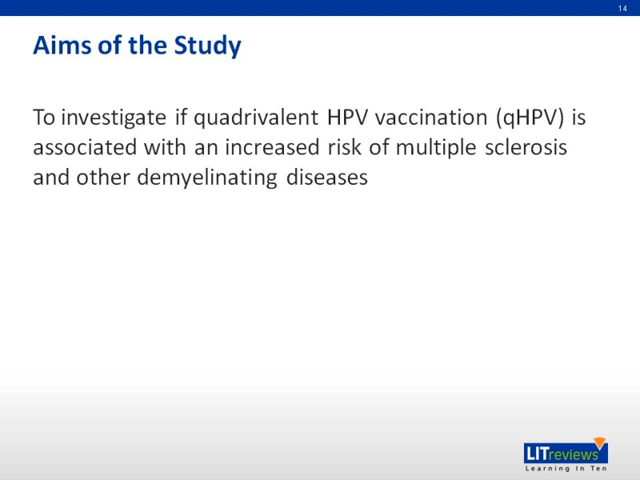 14
Aims of the Study
To investigate if quadrivalent HPV vaccination (qHPV) is
associated with an increased risk of multiple sclerosis
and other demyelinating diseases
LITreviews
Learning In Ten